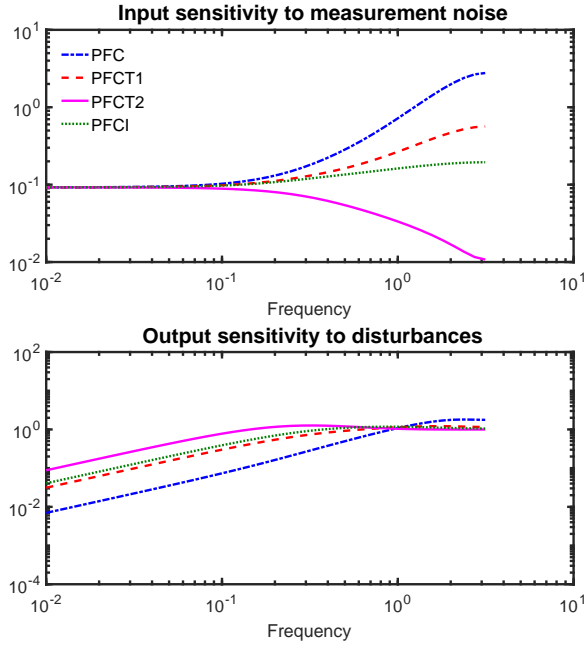 Input sensitivity to measurement noise
10^1
10^0
10^-1
10^-2
PFC
PFCT1
PFCT2
PFCI
10^-2
10^-1
10^0
10^1
Frequency
Output sensitivity to disturbances
10^2
10^0
10^-2
10^-4
10^-2
10^-1
10^0
10^1
Frequency